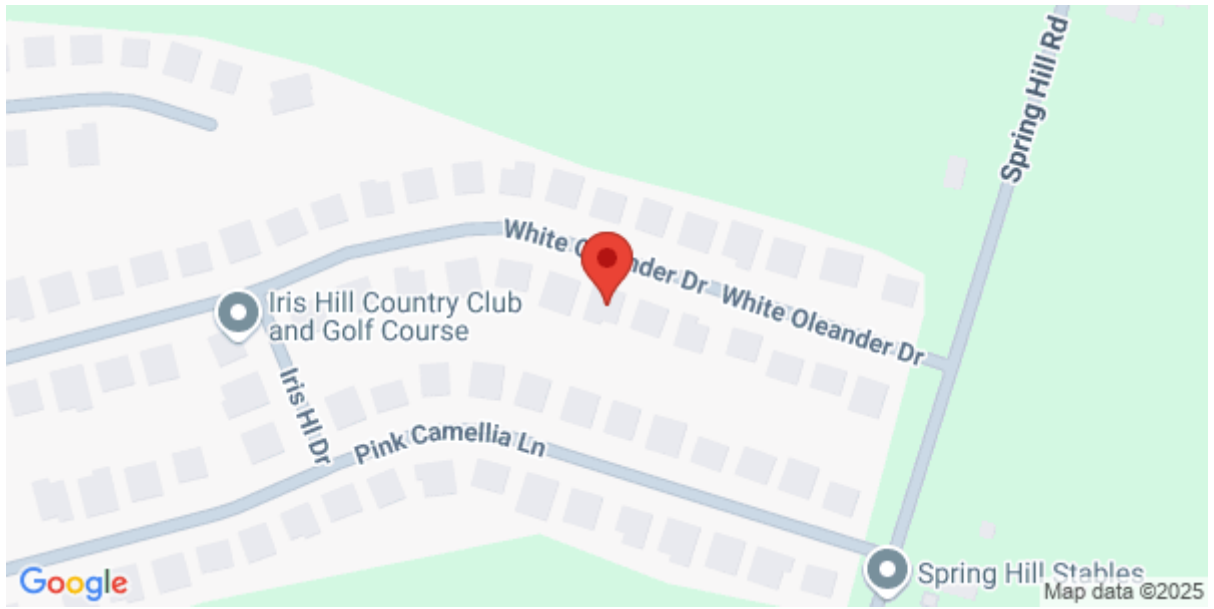 Spring Hill Rd
White Oleander Dr
White Oleander Dr
Iris Hill Country Club
and Golf Course
Iris Hl Dr
Pink Camellia Ln
Spring Hill Stables
Google
Map data ©2025